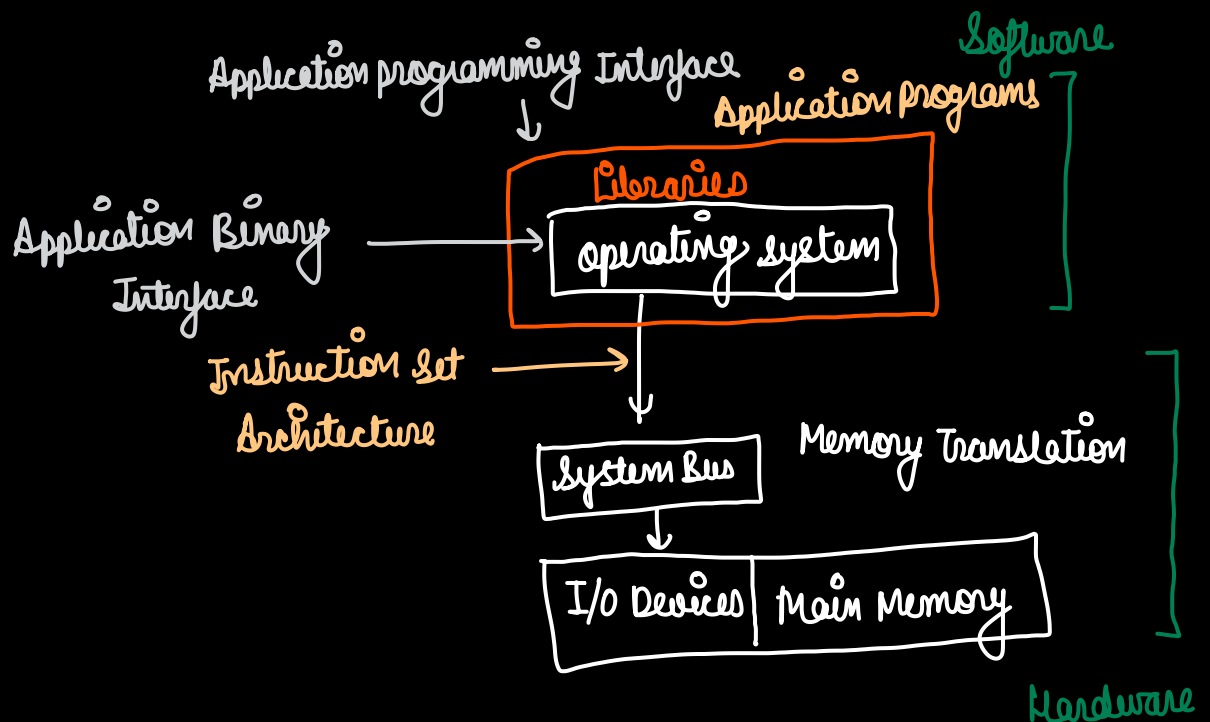 Software
Application programming Interface
Application Programs
Libraries
Application Binary
Interface
operating system
Instruction set
Architecture
Memory Translation
System Bus
I/O Devices
Main Memory
Hardware